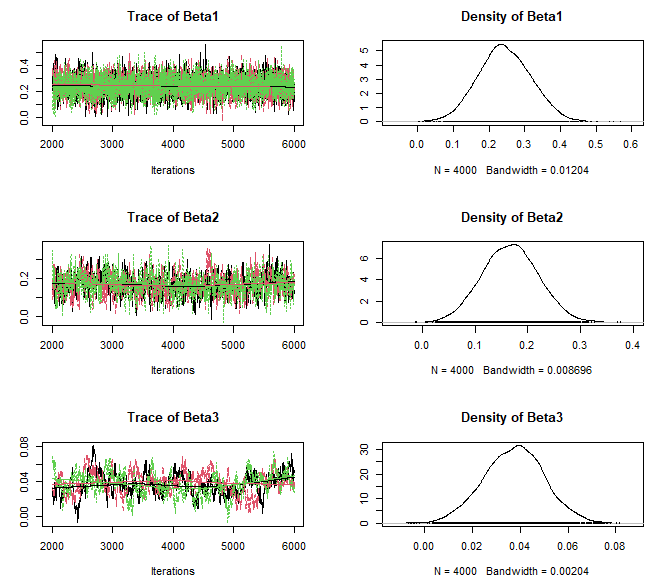 Trace of Beta1
0.0 0.2 0.4
2000 3000 4000 5000 6000
Iterations
Density of Beta1
0 1 2 3 4 5
0.0 0.1 0.2 0.3 0.4 0.5 0.6
N = 4000 Bandwidth = 0.01204
Trace of Beta2
0.0 0.2
2000 3000 4000 5000 6000
Iterations
Density of Beta2
0 2 4 6
0.0 0.1 0.2 0.3 0.4
N = 4000 Bandwidth = 0.008696
Trace of Beta3
0.00 0.04 0.08
2000 3000 4000 5000 6000
Iterations
Density of Beta3
0 10 20 30
0.00 0.02 0.04 0.06 0.08
N = 4000 Bandwidth = 0.00204